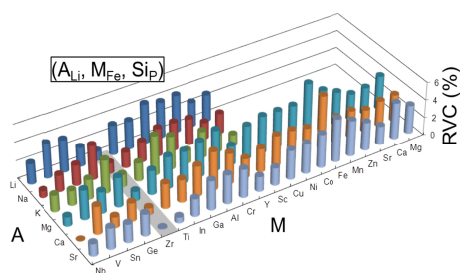 (A_Li, M_Fe, Si_P)
6
4
2
0
RVC (%)
Li
Na
K
Mg
Ca
Sr
A
Nb
V
Sn
Ge
Zr
Ti
In
Ga
Al
Cr
Y
Sc
Cu
Ni
Co
Fe
Mn
Zn
Sr
Ca
Mg
M